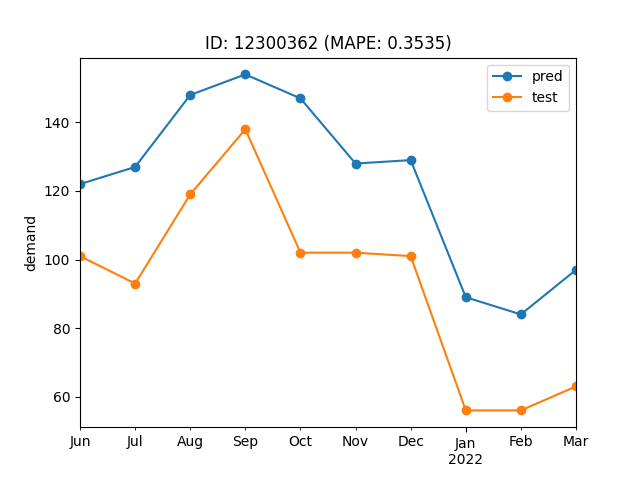 ID: 12300362 (MAPE: 0.3535)
pred
test
demand
140
120
100
80
60
Jun Jul Aug Sep Oct Nov Dec Jan Feb Mar
2022